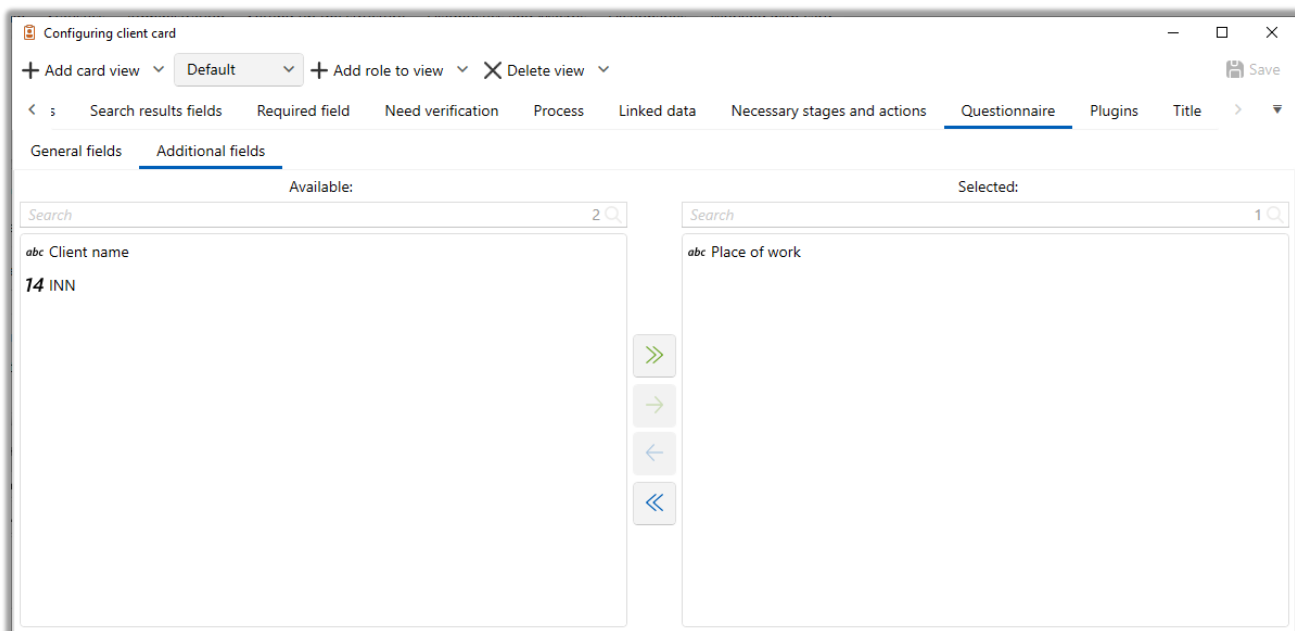 Configuring client card
Add card view Default Add role to view Delete view Save
s Search results fields Required field Need verification Process Linked data Necessary stages and actions Questionnaire Plugins Title
General fields Additional fields
Available: Selected:
Search 2 Search 1
abc Client name abc Place of work
14 INN